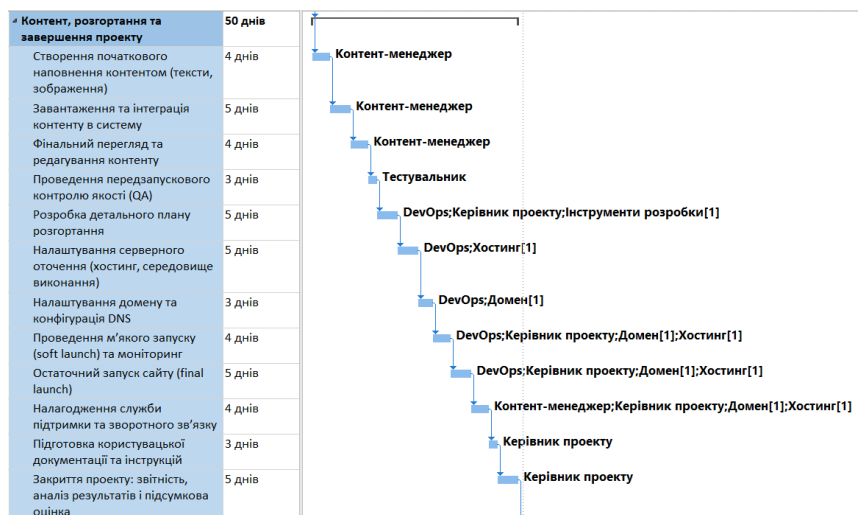 Контент, розгортання та
завершення проекту
50 днів
Створення початкового
наповнення контентом (тексти,
зображення)
4 днів
Контент-менеджер
Завантаження та інтеграція
контенту в систему
5 днів
Контент-менеджер
Фінальний перегляд та
редагування контенту
4 днів
Контент-менеджер
Проведення передзапускового
контролю якості (QA)
3 днів
Тестувальник
Розробка детального плану
розгортання
5 днів
DevOps;Керівник проекту;Інструменти розробки[1]
Налаштування серверного
оточення (хостинг, середовище
виконання)
5 днів
DevOps;Хостинг[1]
Налаштування домену та
конфігурація DNS
3 днів
DevOps;Домен[1]
Проведення м’якого запуску
(soft launch) та моніторинг
4 днів
DevOps;Керівник проекту;Домен[1];Хостинг[1]
Остаточний запуск сайту (final
launch)
5 днів
DevOps;Керівник проекту;Домен[1];Хостинг[1]
Налагодження служби
підтримки та зворотного зв’язку
4 днів
Контент-менеджер;Керівник проекту;Домен[1];Хостинг[1]
Підготовка користувацької
документації та інструкцій
3 днів
Керівник проекту
Закриття проекту: звітність,
аналіз результатів і підсумкова
оцінка
5 днів
Керівник проекту